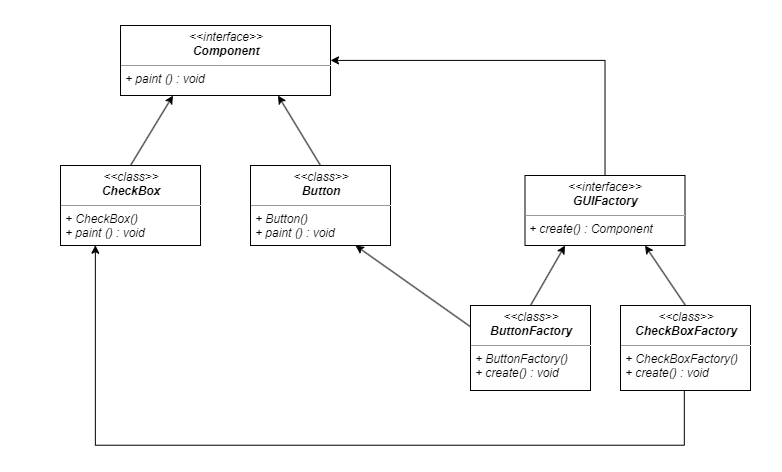 <<interface>>
Component
+ paint () : void
<<class>>
CheckBox
+ CheckBox()
+ paint () : void
<<class>>
Button
+ Button()
+ paint () : void
<<interface>>
GUIFactory
+ create() : Component
<<class>>
ButtonFactory
+ ButtonFactory()
+ create() : void
<<class>>
CheckBoxFactory
+ CheckBoxFactory()
+ create() : void